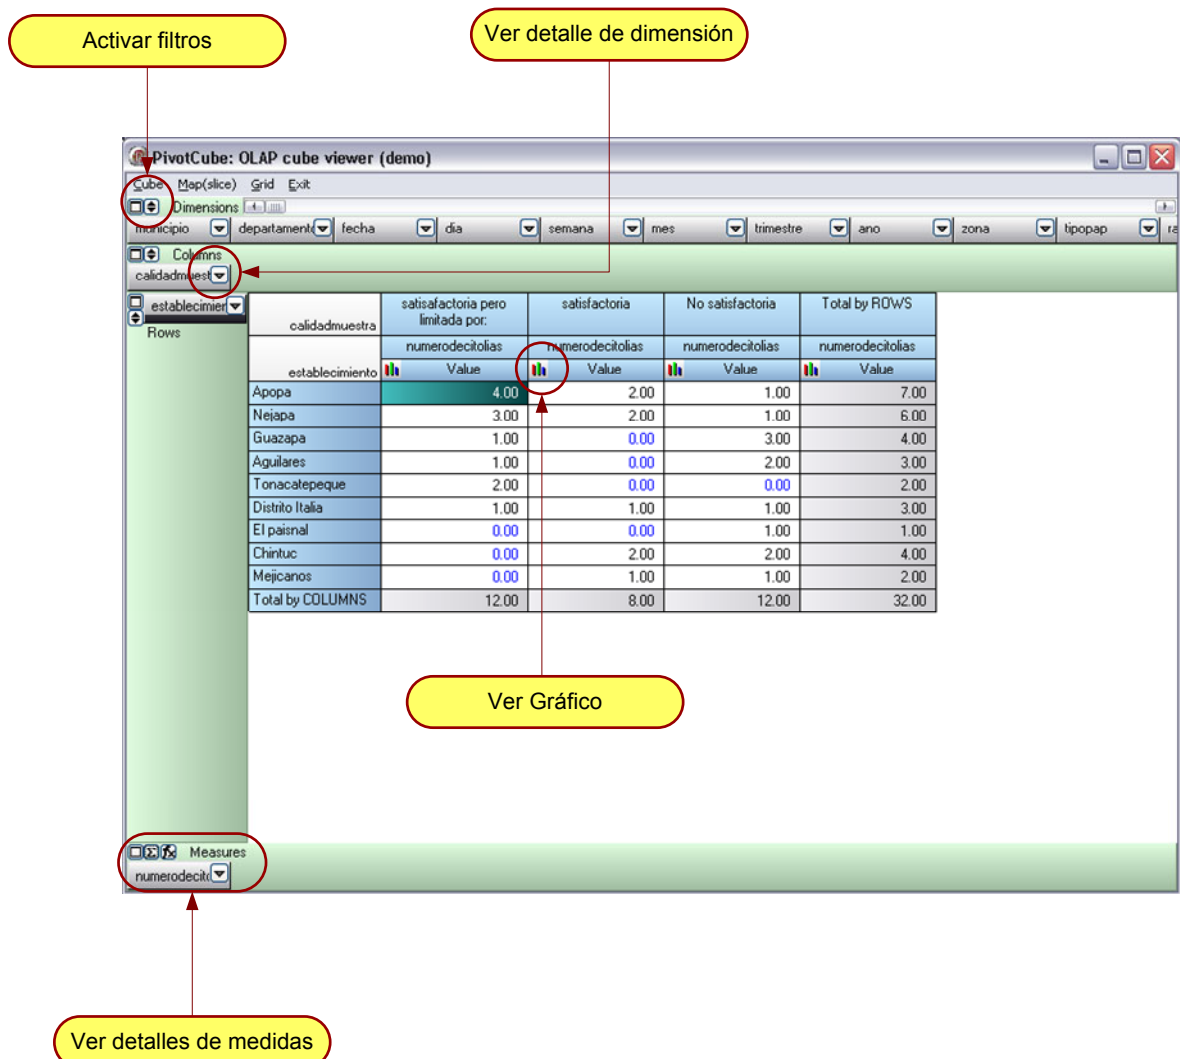 Activar filtros
Ver detalle de dimensión
PivotCube: OLAP cube viewer (demo)
Cube Map(slice) Grid Exit
Dimensions
municipio departament fecha dia semana mes trimestre ano zona tipopap
Columns
calidadmuest
establecimier
Rows
calidadmuestra
satisafactoria pero limitada por:
satisfactoria
No satisfactoria
Total by ROWS
numerodecitolias numerodecitolias numerodecitolias numerodecitolias
establecimiento Value Value Value Value
Apopa 4.00 2.00 1.00 7.00
Nejapa 3.00 2.00 1.00 6.00
Guazapa 1.00 0.00 3.00 4.00
Aguilares 1.00 0.00 2.00 3.00
Tonacatepeque 2.00 0.00 0.00 2.00
Distrito Italia 1.00 1.00 1.00 3.00
El paisnal 0.00 0.00 1.00 1.00
Chintuc 0.00 2.00 2.00 4.00
Mejicanos 0.00 1.00 1.00 2.00
Total by COLUMNS 12.00 8.00 12.00 32.00
Ver Gráfico
Measures
numerodecit
Ver detalles de medidas